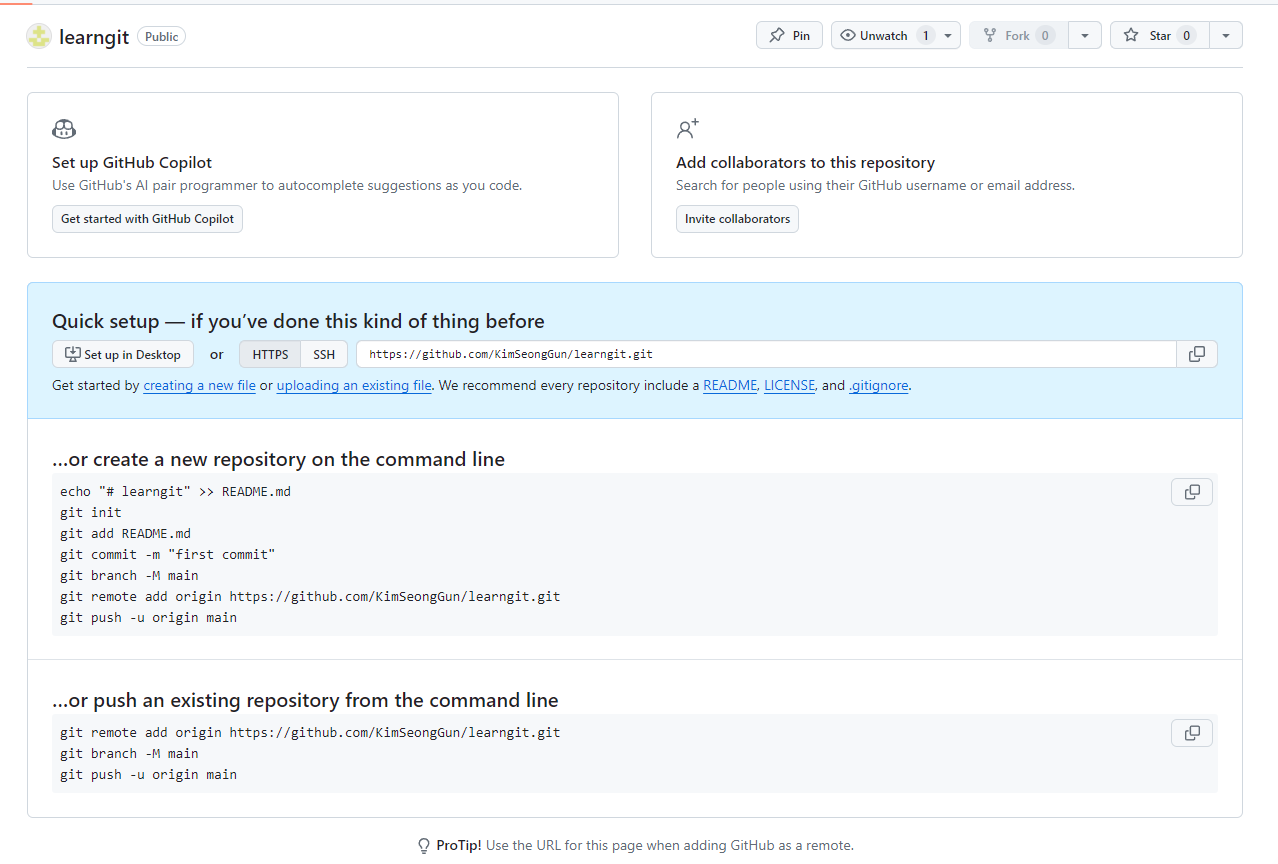 learngit Public Pin Unwatch 1 Fork 0 Star 0
Set up GitHub Copilot
Use GitHub's AI pair programmer to autocomplete suggestions as you code.
Get started with GitHub Copilot
Add collaborators to this repository
Search for people using their GitHub username or email address.
Invite collaborators
Quick setup — if you’ve done this kind of thing before
Set up in Desktop or HTTPS SSH https://github.com/KimSeongGun/learngit.git
Get started by creating a new file or uploading an existing file. We recommend every repository include a README, LICENSE, and .gitignore.
…or create a new repository on the command line
echo "# learngit" >> README.md
git init
git add README.md
git commit -m "first commit"
git branch -M main
git remote add origin https://github.com/KimSeongGun/learngit.git
git push -u origin main
…or push an existing repository from the command line
git remote add origin https://github.com/KimSeongGun/learngit.git
git branch -M main
git push -u origin main
ProTip! Use the URL for this page when adding GitHub as a remote.